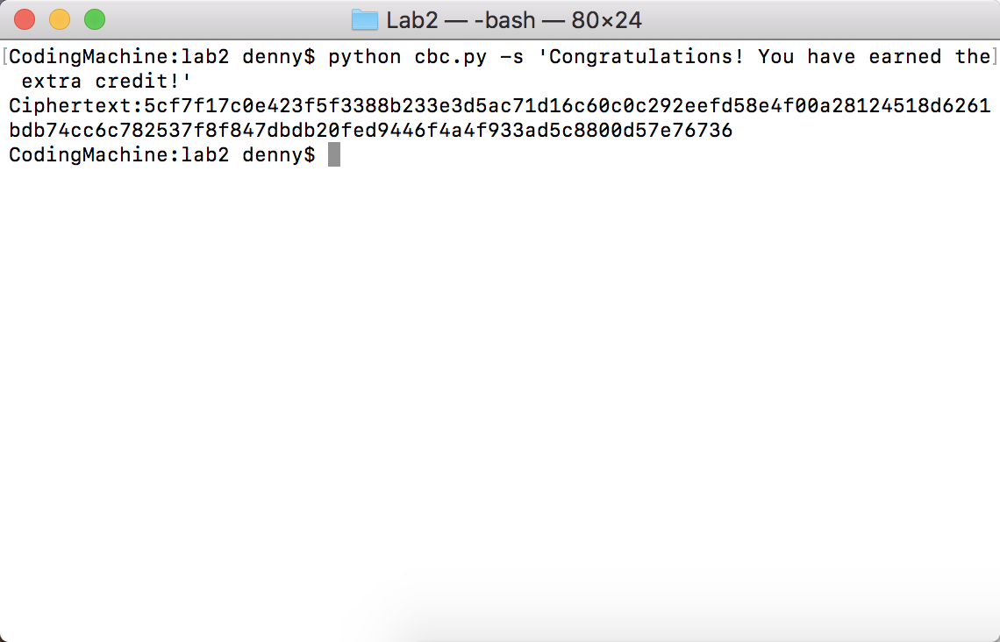 Lab2 — -bash — 80×24
[CodingMachine:lab2 denny$ python cbc.py -s 'Congratulations! You have earned the]
 extra credit!'
Ciphertext:5cf7f17c0e423f5f3388b233e3d5ac71d16c60c0c292eefd58e4f00a28124518d6261
bdb74cc6c782537f8f847dbdb20fed9446f4a4f933ad5c8800d57e76736
CodingMachine:lab2 denny$